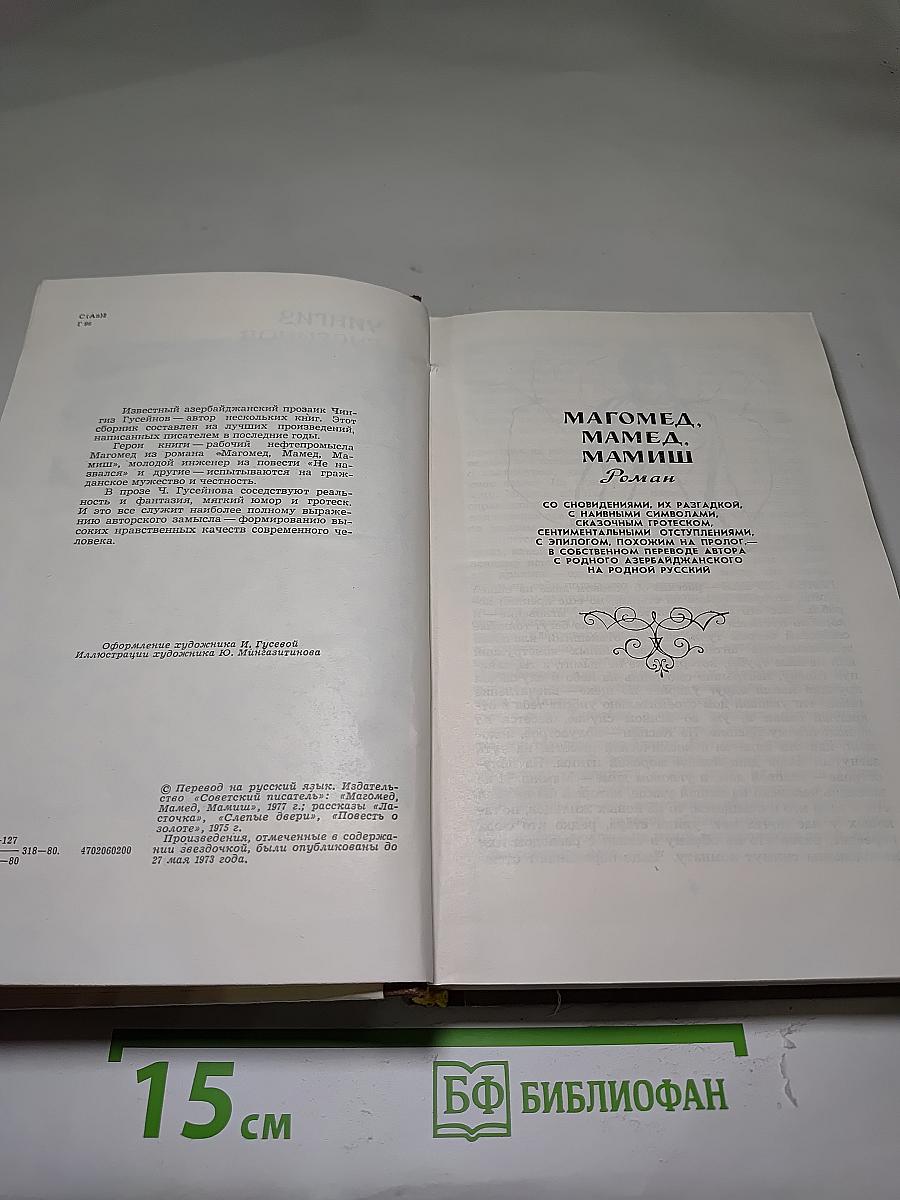 С(Аз)2
Г 96
Известный азербайджанский прозаик Чин-
гиз Гусейнов — автор нескольких книг. Этот
сборник составлен из лучших произведений,
написанных писателем в последние годы.
Герои книги — рабочий нефтепромысла
Магомед из романа «Магомед, Мамед, Ма-
миш», молодой инженер из повести «Не на-
звался» и другие — испытываются на граж-
данское мужество и честность.
В прозе Ч. Гусейнова соседствуют реаль-
ность и фантазия, мягкий юмор и гротеск.
И это все служит наиболее полному выраже-
нию авторского замысла — формированию вы-
соких нравственных качеств современного че-
ловека.
Оформление художника И. Гусевой
Иллюстрации художника Ю. Мингазитинова
© Перевод на русский язык. Издатель-
ство «Советский писатель»: «Магомед,
Мамед, Мамиш», 1977 г.; рассказы «Ла-
сточка», «Слепые двери», «Повесть о
золоте», 1975 г.
Произведения, отмеченные в содержа-
нии звездочкой, были опубликованы до
27 мая 1973 года.
-127
318—80. 4702060200
—80
МАГОМЕД,
МАМЕД,
МАМИШ
Роман
СО СНОВИДЕНИЯМИ, ИХ РАЗГАДКОЙ,
С НАИВНЫМИ СИМВОЛАМИ,
СКАЗОЧНЫМ ГРОТЕСКОМ,
СЕНТИМЕНТАЛЬНЫМИ ОТСТУПЛЕНИЯМИ,
С ЭПИЛОГОМ, ПОХОЖИМ НА ПРОЛОГ,—
В СОБСТВЕННОМ ПЕРЕВОДЕ АВТОРА
С РОДНОГО АЗЕРБАЙДЖАНСКОГО
НА РОДНОЙ РУССКИЙ
15 см
БФ БИБЛИОФАН